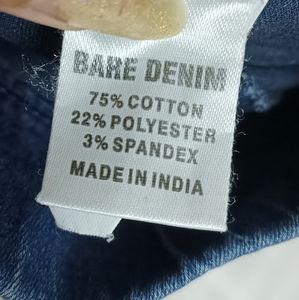 BARE DENIM
75% COTTON
22% POLYESTER
3% SPANDEX
MADE IN INDIA